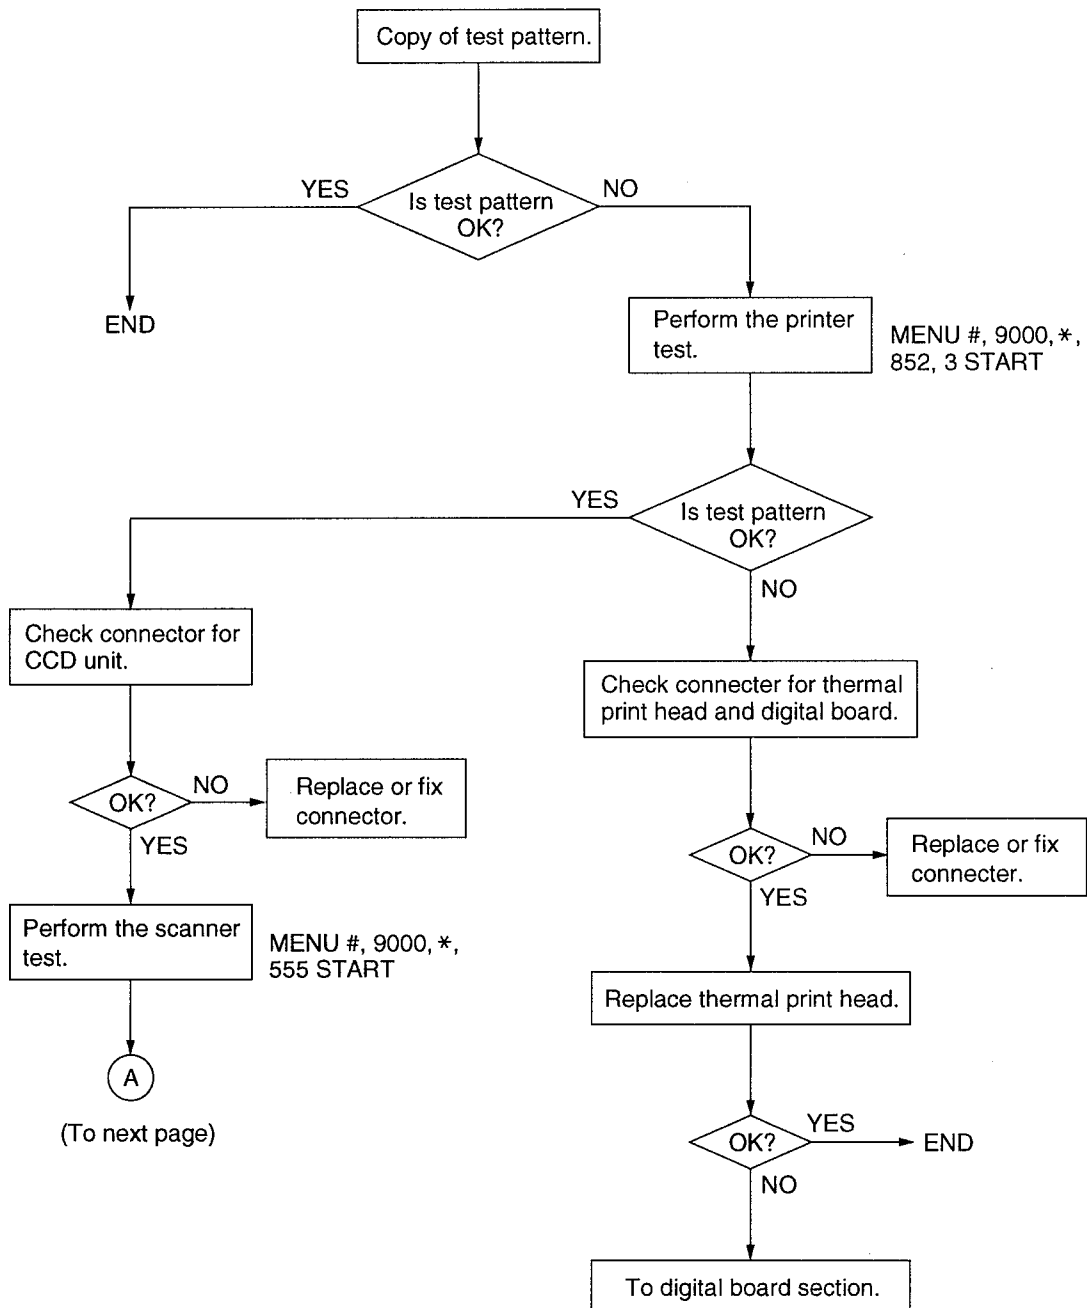 Copy of test pattern.
YES
NO
Is test pattern
OK?
END
Perform the printer
test.
MENU #, 9000, *,
852, 3 START
YES
Is test pattern
OK?
NO
Check connector for
CCD unit.
Check connecter for thermal
print head and digital board.
OK?
NO
Replace or fix
connector.
YES
OK?
NO
Replace or fix
connecter.
YES
Perform the scanner
test.
MENU #, 9000, *,
555 START
Replace thermal print head.
A
(To next page)
OK?
YES
END
NO
To digital board section.